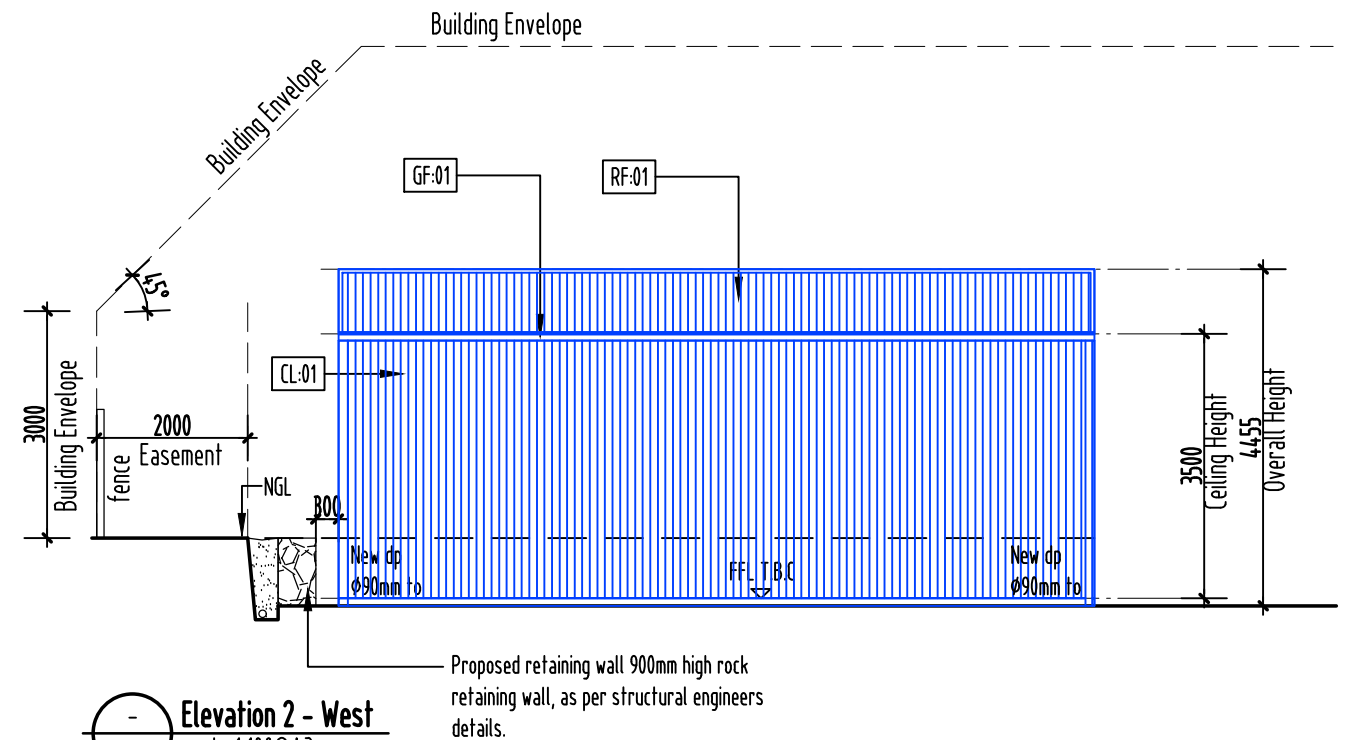 Building Envelope
Building Envelope
GF:01
RF:01
45°
CL:01
3000
Building Envelope
2000
Easement
fence
NGL
300
3500
Ceiling Height
4455
Overall Height
New dp
Ø90mm to
FFL T.B.C
New dp
Ø90mm to
Proposed retaining wall 900mm high rock
retaining wall, as per structural engineers
details.
-
Elevation 2 - West